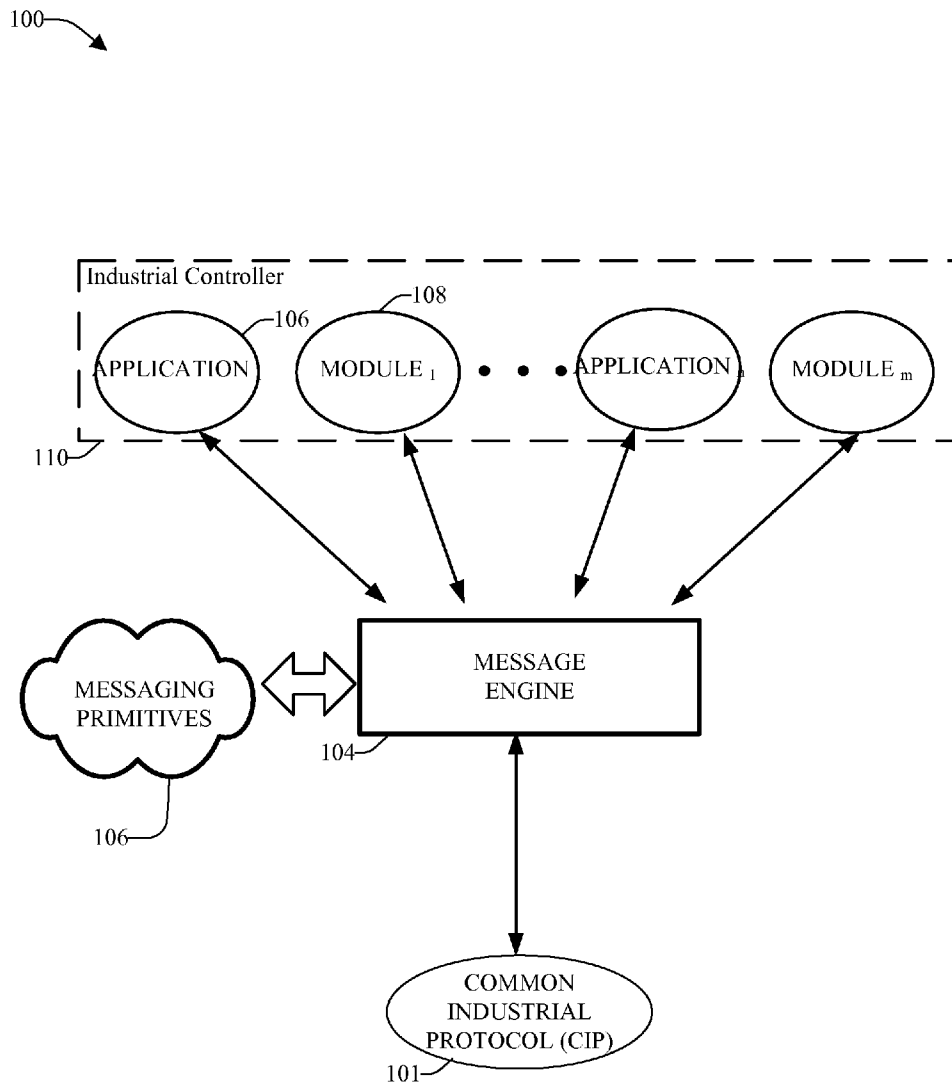 100
Industrial Controller
108
106
APPLICATION
MODULE 1
APPLICATION n
MODULE m
110
MESSAGE
ENGINE
MESSAGING
PRIMITIVES
104
106
COMMON
INDUSTRIAL
PROTOCOL (CIP)
101